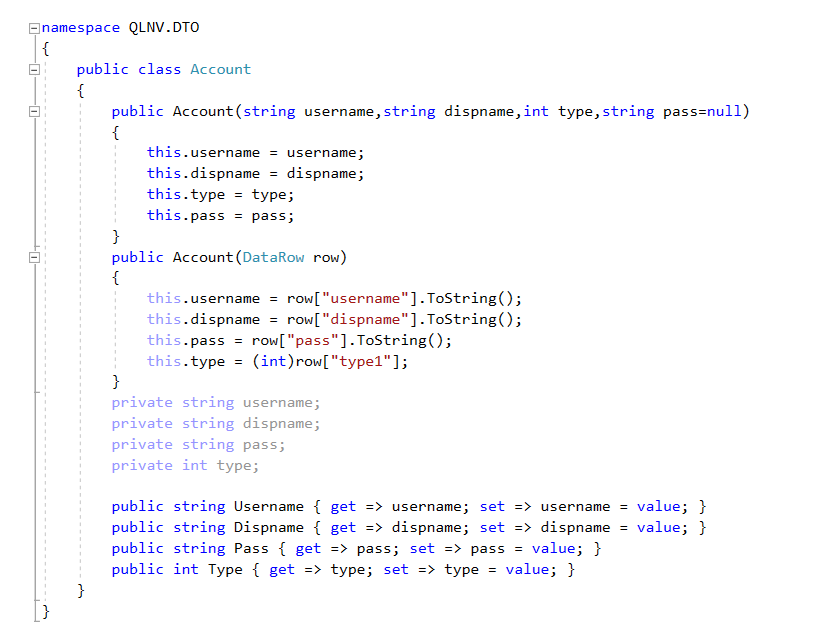 namespace QLNV.DTO
{
    public class Account
    {
        public Account(string username,string dispname,int type,string pass=null)
        {
            this.username = username;
            this.dispname = dispname;
            this.type = type;
            this.pass = pass;
        }
        public Account(DataRow row)
        {
            this.username = row["username"].ToString();
            this.dispname = row["dispname"].ToString();
            this.pass = row["pass"].ToString();
            this.type = (int)row["type1"];
        }
        private string username;
        private string dispname;
        private string pass;
        private int type;

        public string Username { get => username; set => username = value; }
        public string Dispname { get => dispname; set => dispname = value; }
        public string Pass { get => pass; set => pass = value; }
        public int Type { get => type; set => type = value; }
    }
}